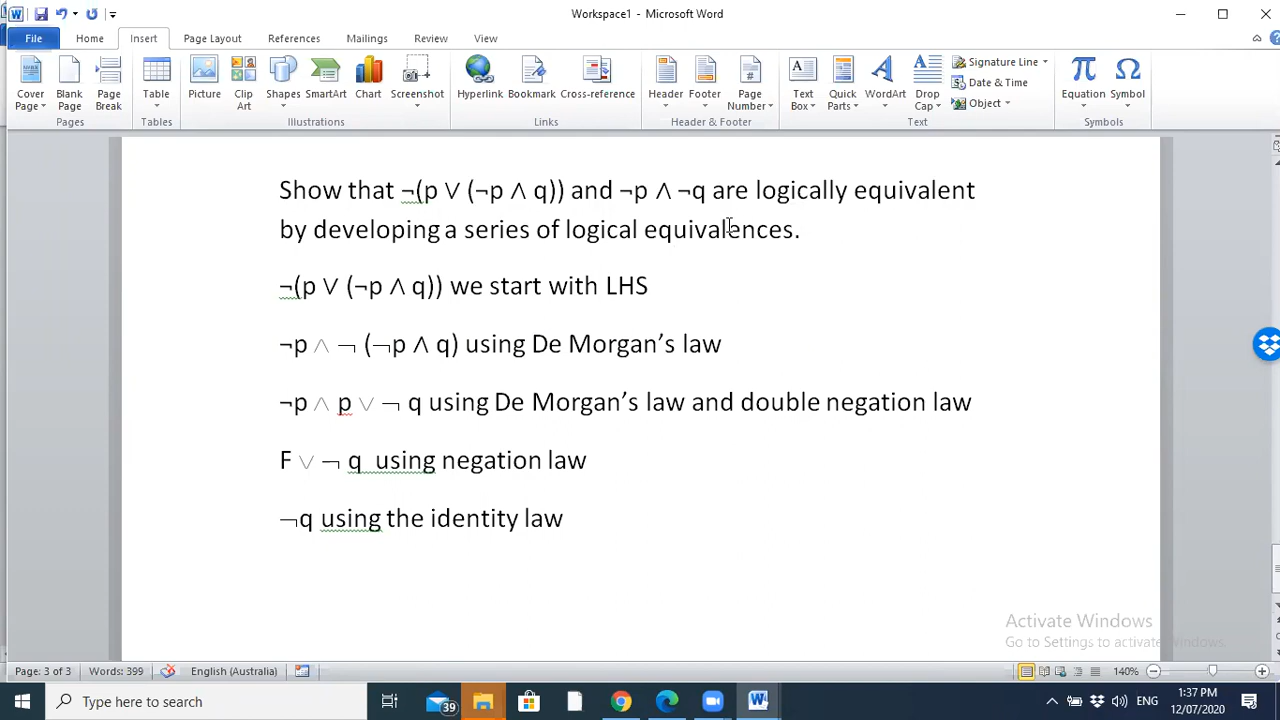 Workspace1 - Microsoft Word
File Home Insert Page Layout References Mailings Review View
Cover Page Blank Page Page Break Table Picture Clip Art Shapes SmartArt Chart Screenshot Hyperlink Bookmark Cross-reference Header Footer Page Number Text Box Quick Parts WordArt Drop Cap Signature Line Date & Time Object Equation Symbol
Pages Tables Illustrations Links Header & Footer Text Symbols
Show that ¬(p ∨ (¬p ∧ q)) and ¬p ∧ ¬q are logically equivalent
by developing a series of logical equivalences.
¬(p ∨ (¬p ∧ q)) we start with LHS
¬p ∧ ¬ (¬p ∧ q) using De Morgan’s law
¬p ∧ p ∨ ¬ q using De Morgan’s law and double negation law
F ∨ ¬ q using negation law
¬q using the identity law
Activate Windows
Go to Settings to activate Windows.
Page: 3 of 3 Words: 399 English (Australia) 140%
Type here to search 39 ENG 1:37 PM
12/07/2020